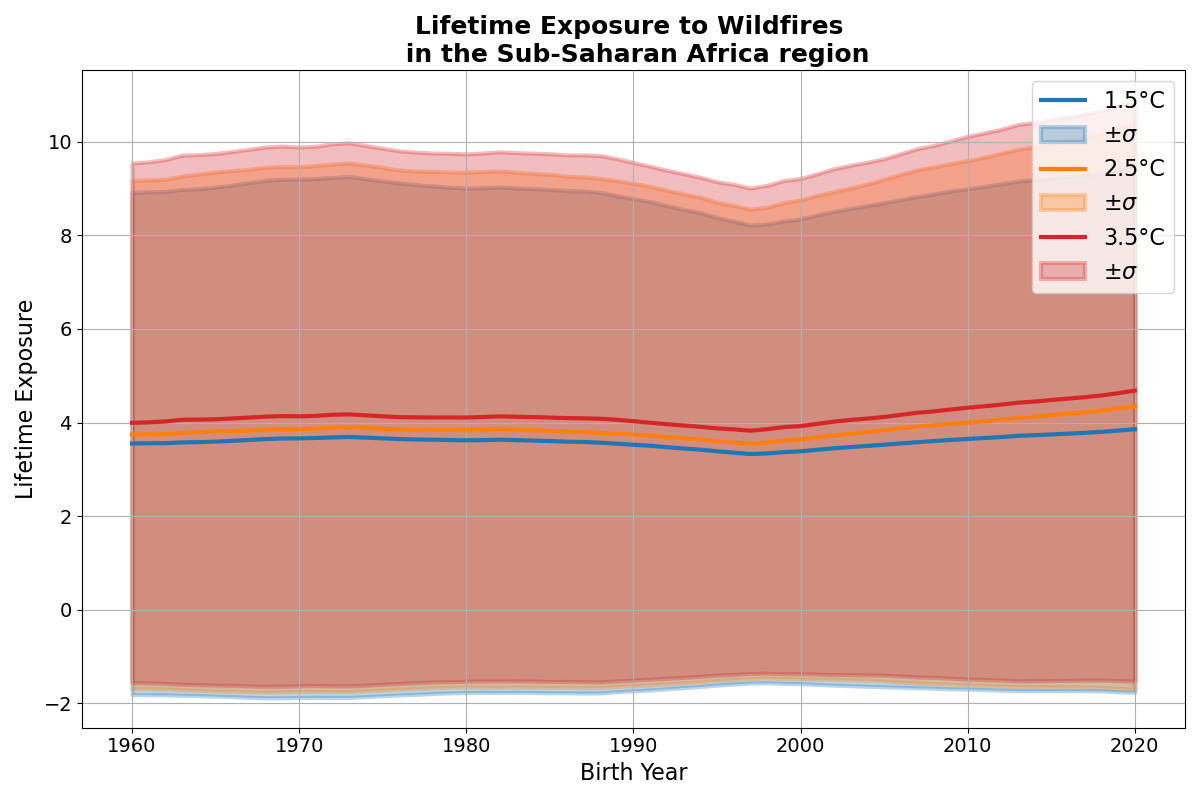 Lifetime Exposure to Wildfires
in the Sub-Saharan Africa region
1.5°C
±σ
2.5°C
±σ
3.5°C
±σ
Lifetime Exposure
10
8
6
4
2
0
−2
1960
1970
1980
1990
2000
2010
2020
Birth Year